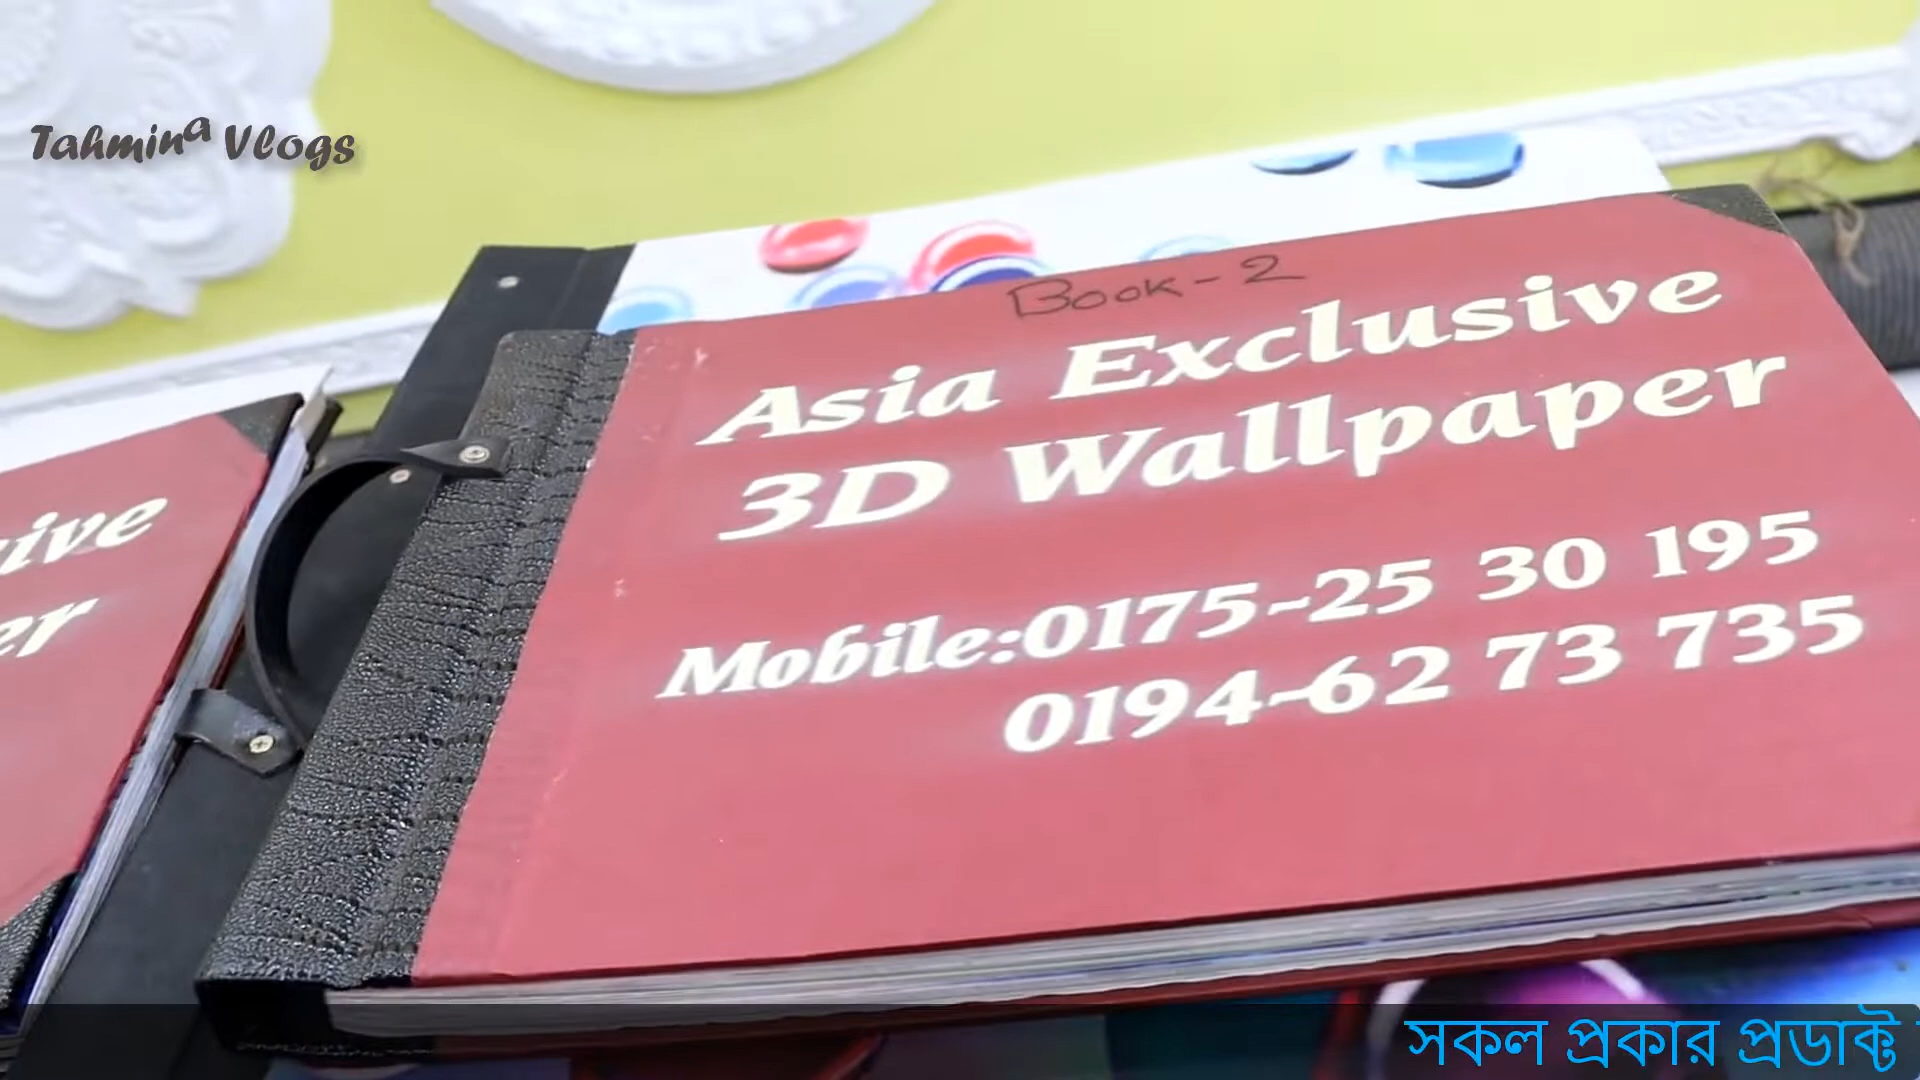 Tahmina Vlogs
Book-2
Asia Exclusive
3D Wallpaper
Mobile:0175-25 30 195
0194-62 73 735
sive
er
সকল প্রকার প্রডাক্ট